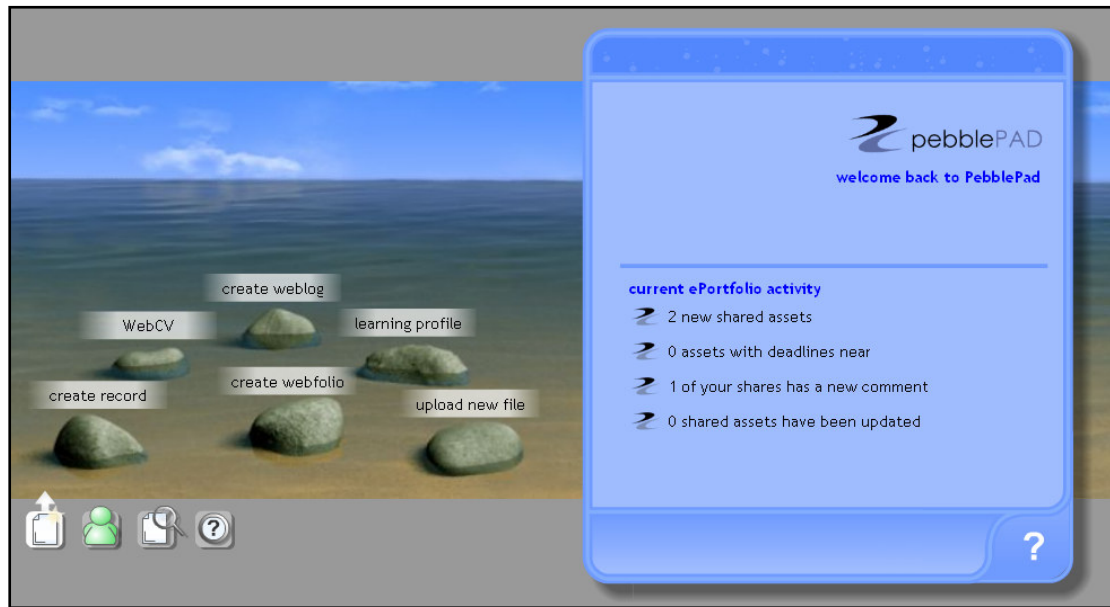 create weblog
WebCV
learning profile
create record
create webfolio
upload new file
?
pebblePAD
welcome back to PebblePad
current ePortfolio activity
2 new shared assets
0 assets with deadlines near
1 of your shares has a new comment
0 shared assets have been updated
?